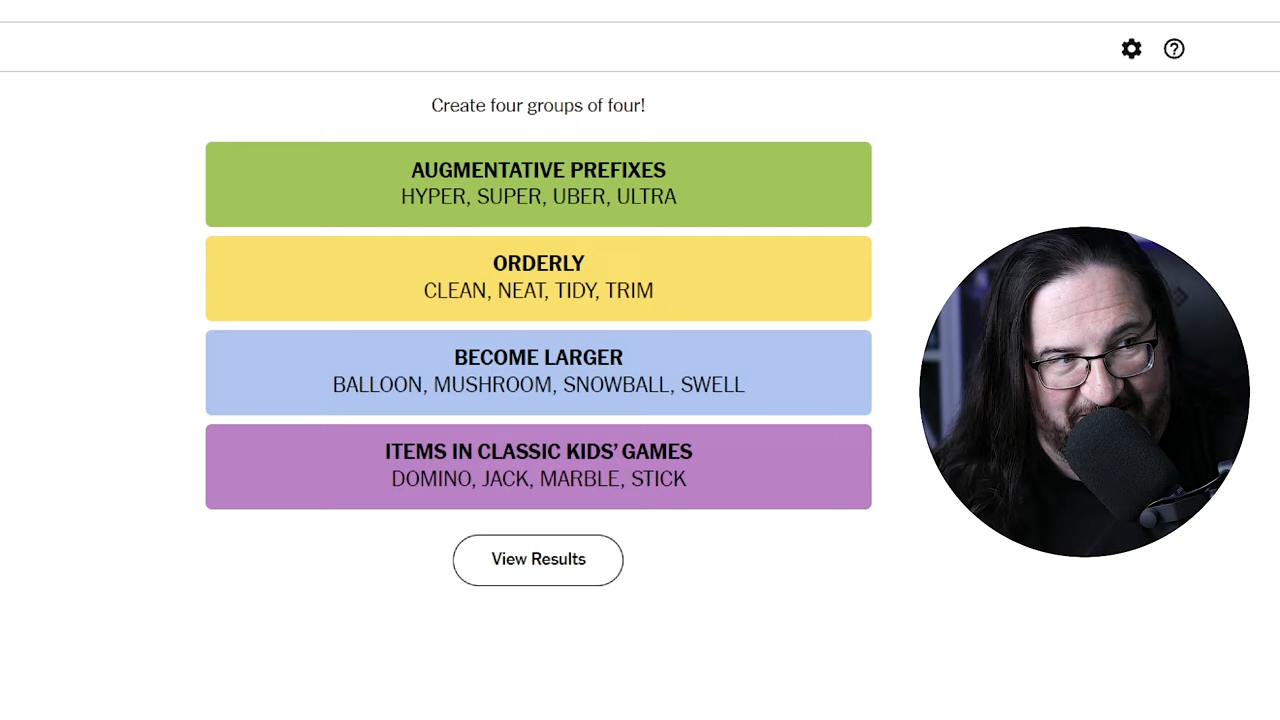 Create four groups of four!
AUGMENTATIVE PREFIXES
HYPER, SUPER, UBER, ULTRA
ORDERLY
CLEAN, NEAT, TIDY, TRIM
BECOME LARGER
BALLOON, MUSHROOM, SNOWBALL, SWELL
ITEMS IN CLASSIC KIDS’ GAMES
DOMINO, JACK, MARBLE, STICK
View Results